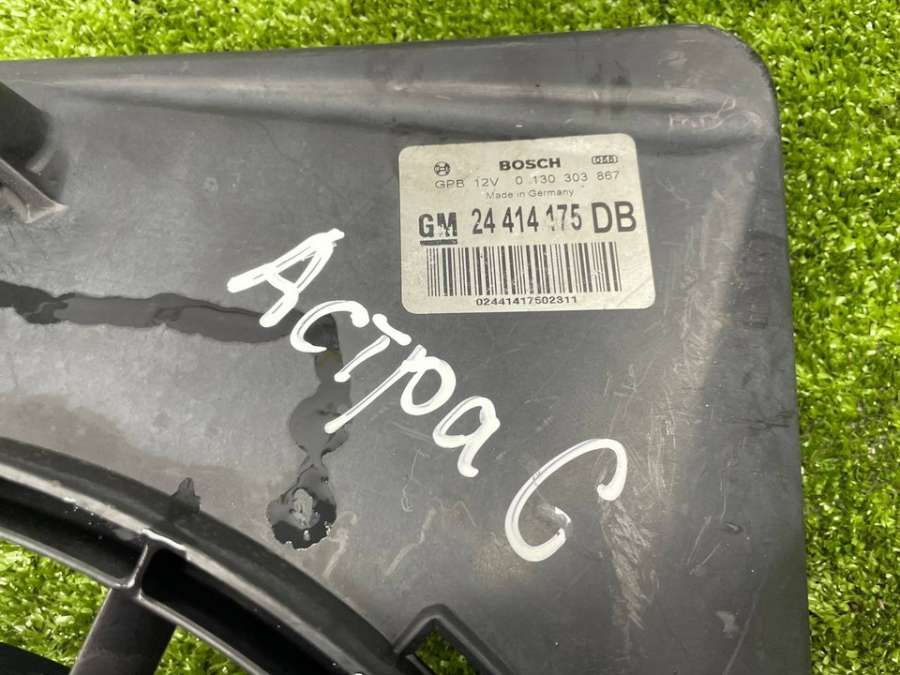 BOSCH
GPB 12V 0 130 303 867
Made in Germany
GM 24 414 175 DB
02441417502311
Астра G